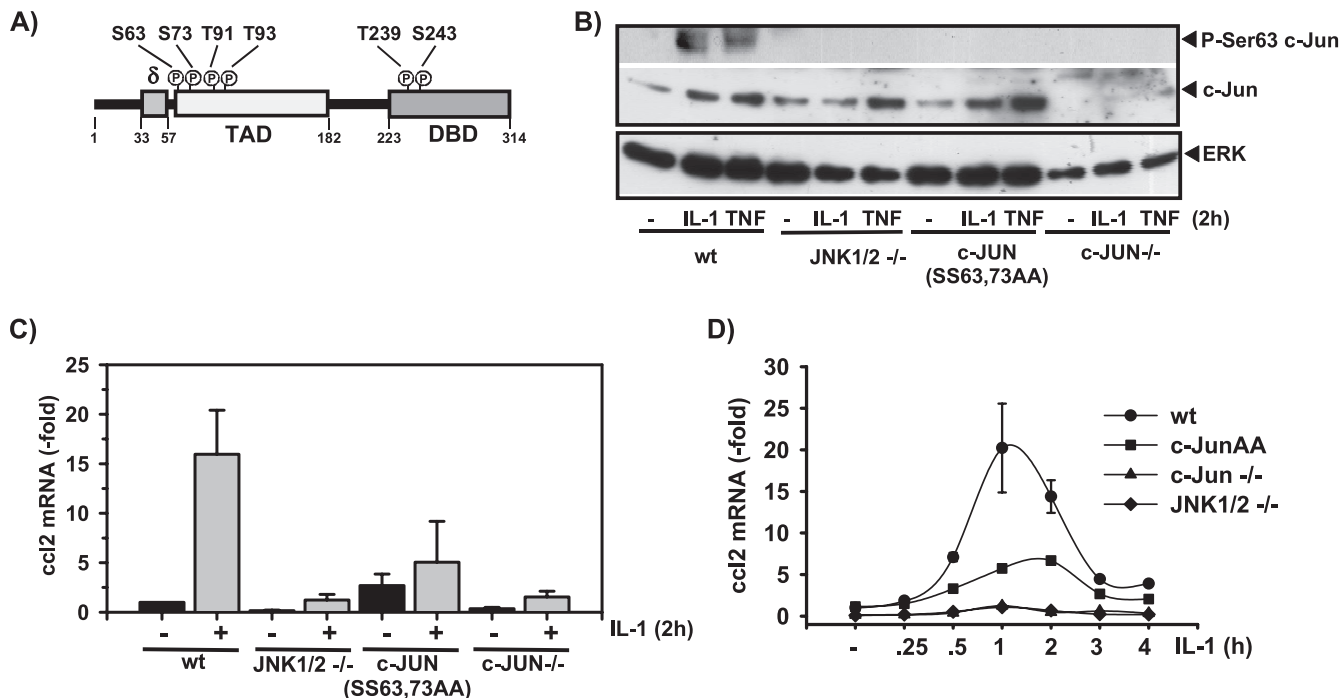 A)
S63 S73 T91 T93 T239 S243
P P P P P P
δ
TAD DBD
1 33 57 182 223 314
B)
P-Ser63 c-Jun
c-Jun
ERK
- IL-1 TNF - IL-1 TNF - IL-1 TNF - IL-1 TNF (2h)
wt JNK1/2 -/- c-JUN c-JUN-/-
(SS63,73AA)
C)
ccl2 mRNA (-fold)
25
20
15
10
5
0
- + - + - + - + IL-1 (2h)
wt JNK1/2 -/- c-JUN c-JUN-/-
(SS63,73AA)
D)
ccl2 mRNA (-fold)
30
25
20
15
10
5
0
- .25 .5 1 2 3 4 IL-1 (h)
wt
c-JunAA
c-Jun -/-
JNK1/2 -/-